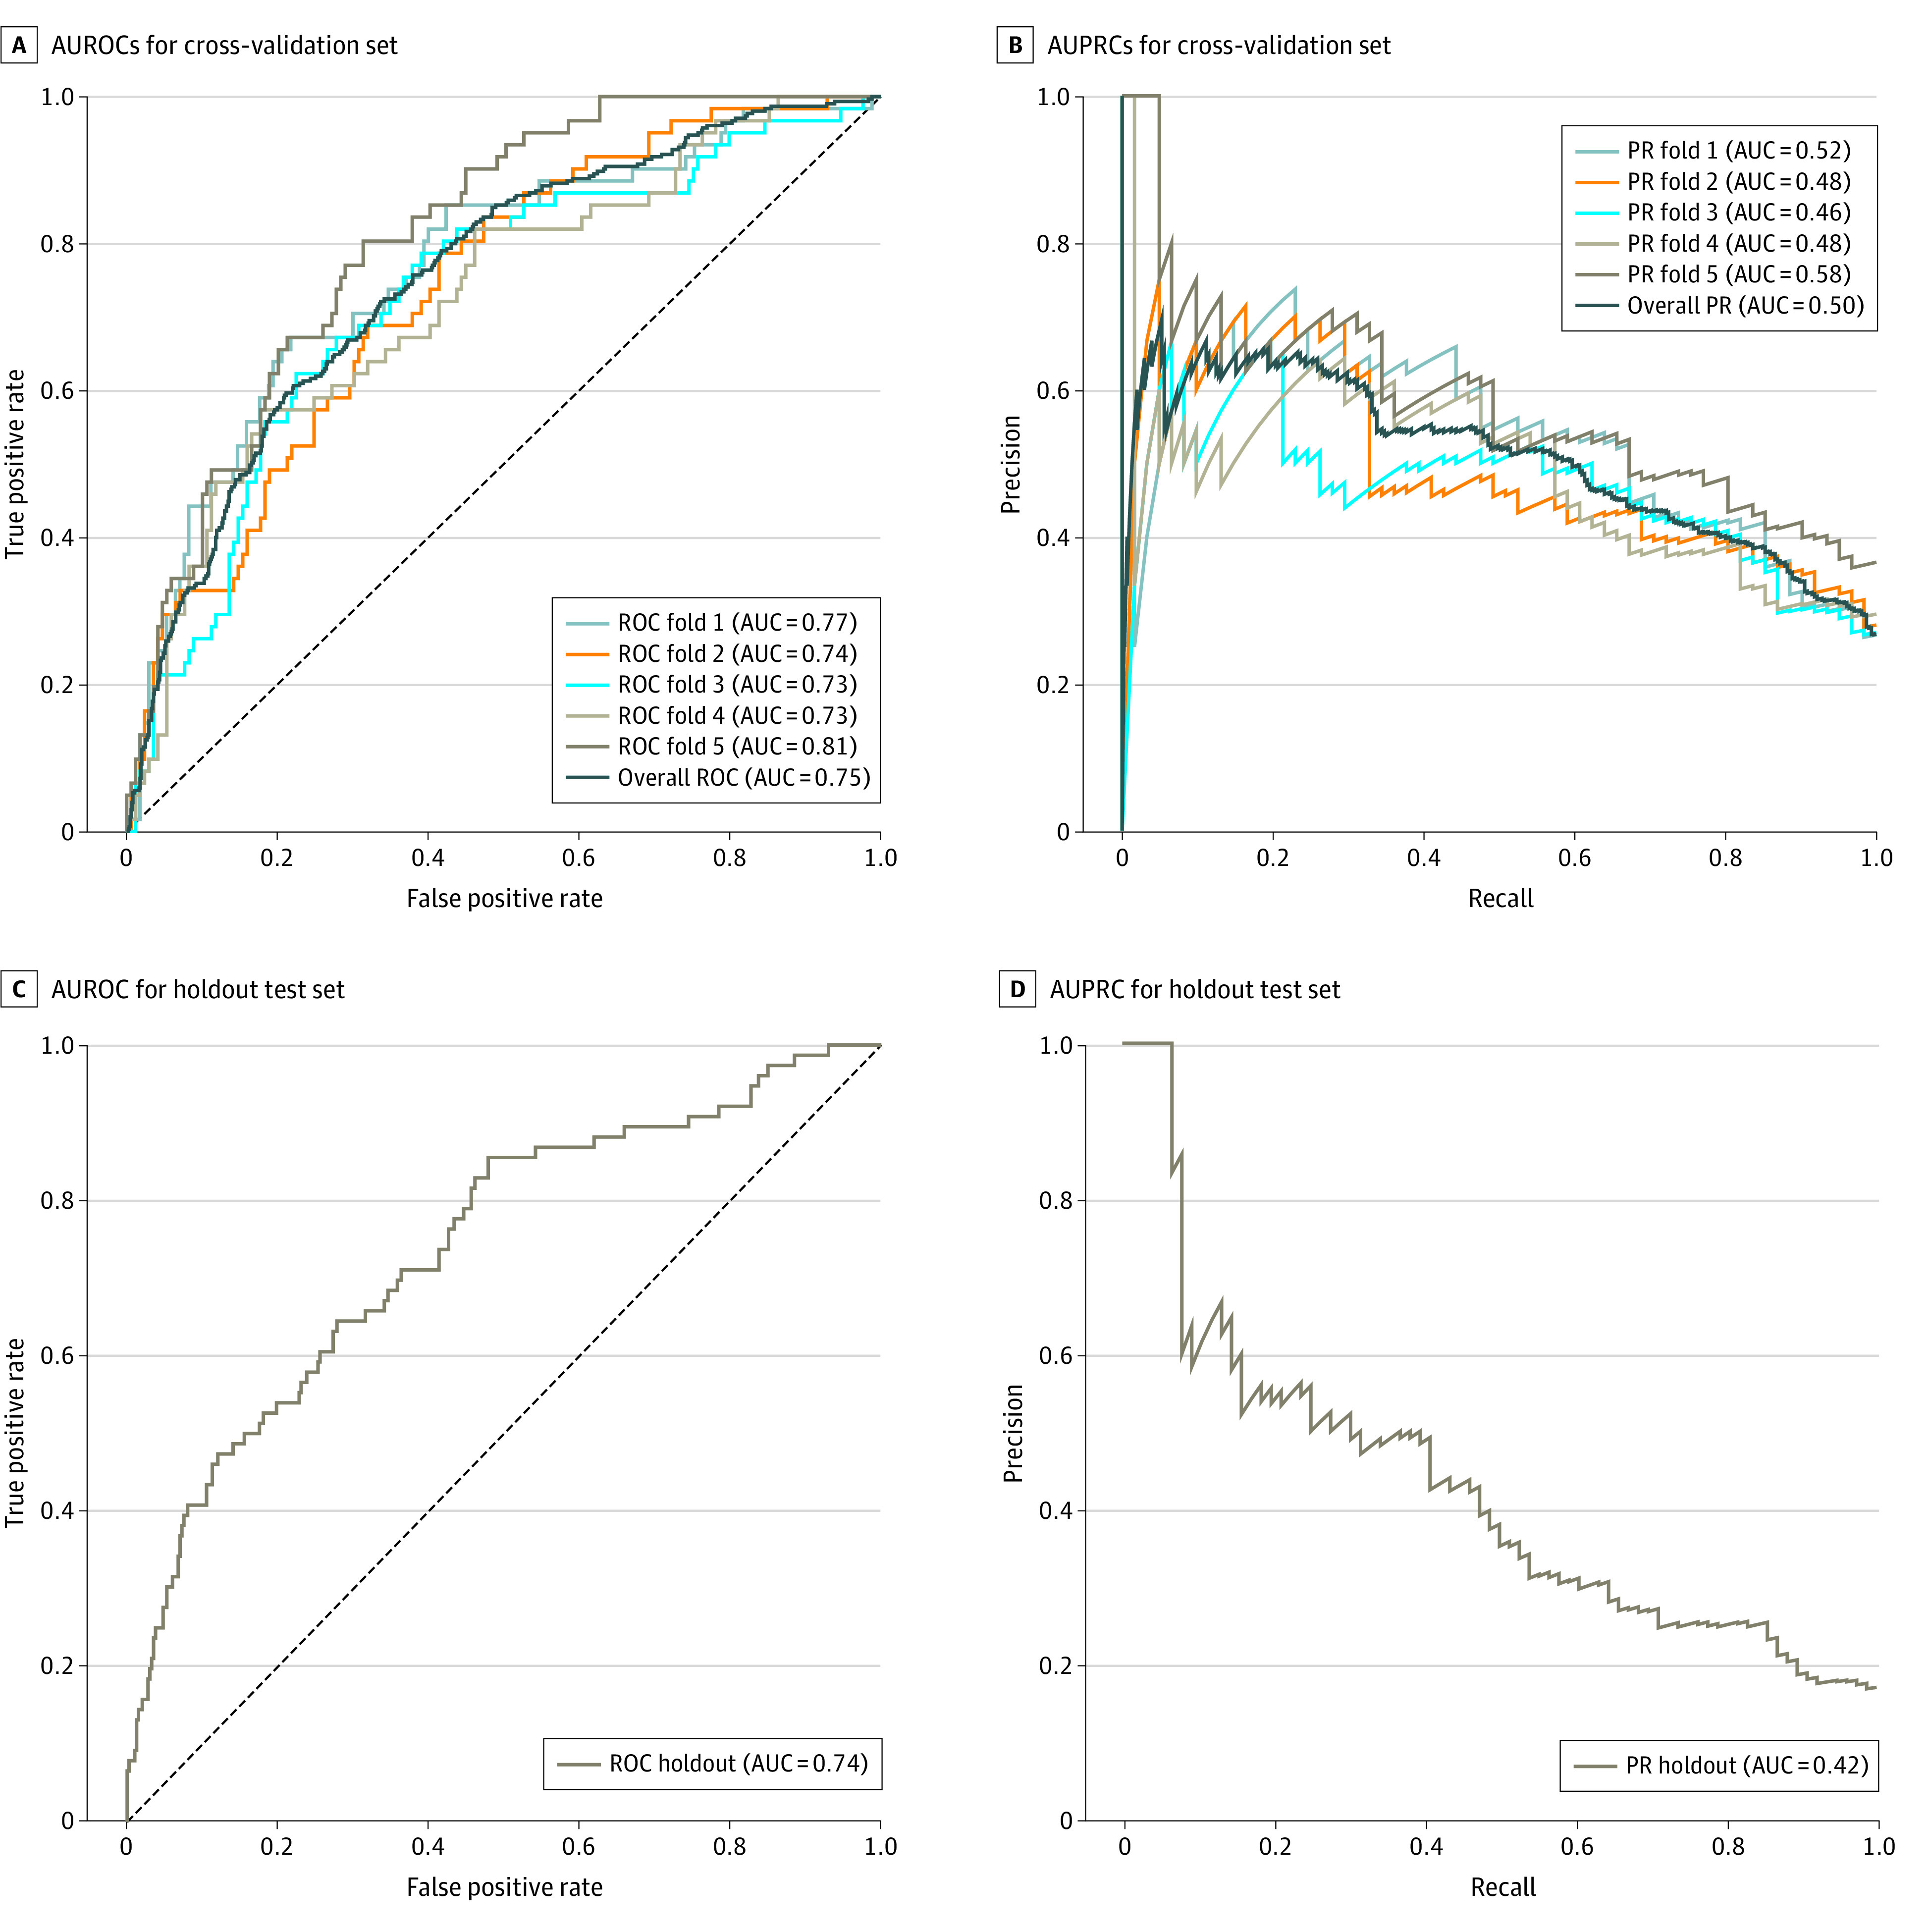 A AUROCs for cross-validation set
True positive rate
1.0
0.8
0.6
0.4
0.2
0
0 0.2 0.4 0.6 0.8 1.0
False positive rate
ROC fold 1 (AUC=0.77)
ROC fold 2 (AUC=0.74)
ROC fold 3 (AUC=0.73)
ROC fold 4 (AUC=0.73)
ROC fold 5 (AUC=0.81)
Overall ROC (AUC=0.75)
B AUPRCs for cross-validation set
Precision
1.0
0.8
0.6
0.4
0.2
0
0 0.2 0.4 0.6 0.8 1.0
Recall
PR fold 1 (AUC=0.52)
PR fold 2 (AUC=0.48)
PR fold 3 (AUC=0.46)
PR fold 4 (AUC=0.48)
PR fold 5 (AUC=0.58)
Overall PR (AUC=0.50)
C AUROC for holdout test set
True positive rate
1.0
0.8
0.6
0.4
0.2
0
0 0.2 0.4 0.6 0.8 1.0
False positive rate
ROC holdout (AUC=0.74)
D AUPRC for holdout test set
Precision
1.0
0.8
0.6
0.4
0.2
0
0 0.2 0.4 0.6 0.8 1.0
Recall
PR holdout (AUC=0.42)